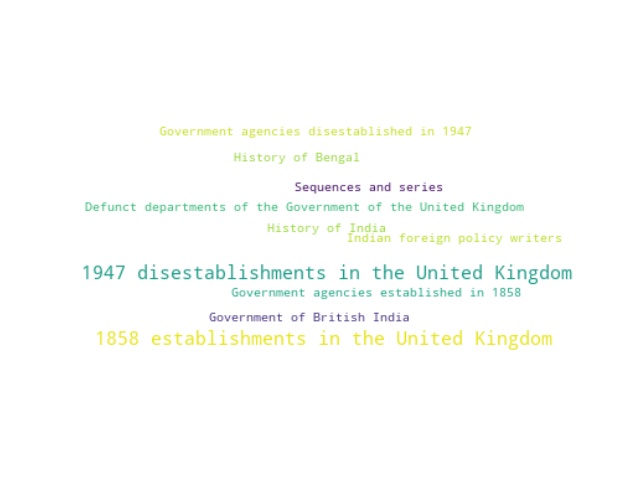 Government agencies disestablished in 1947
History of Bengal
Sequences and series
Defunct departments of the Government of the United Kingdom
History of India
Indian foreign policy writers
1947 disestablishments in the United Kingdom
Government agencies established in 1858
Government of British India
1858 establishments in the United Kingdom